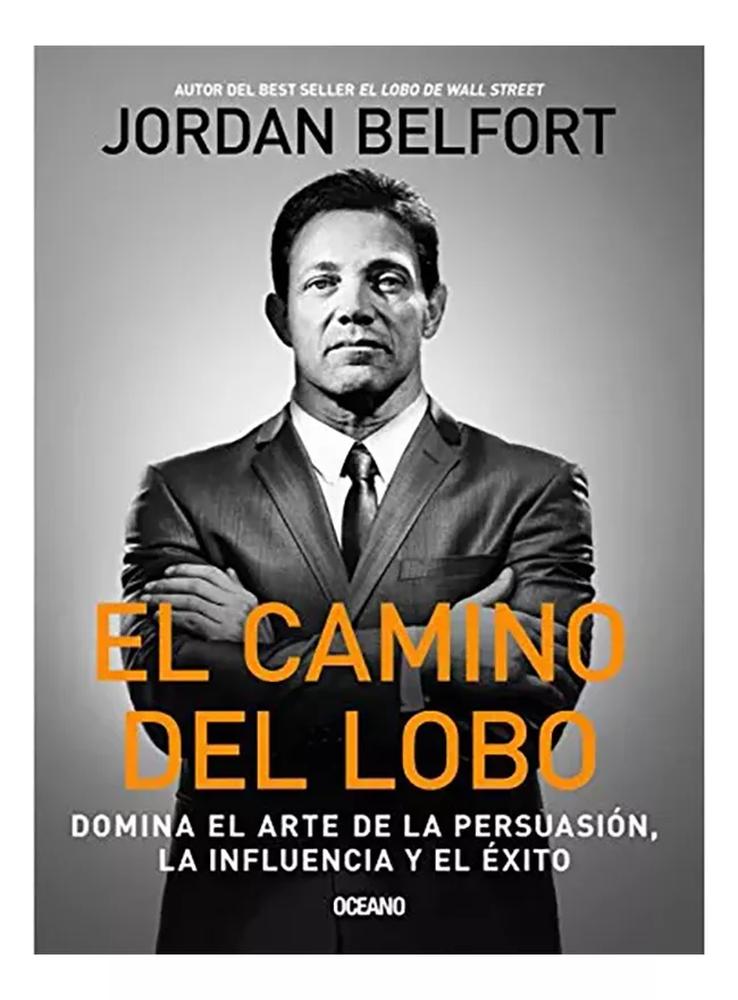 AUTOR DEL BEST SELLER EL LOBO DE WALL STREET
JORDAN BELFORT
EL CAMINO
DEL LOBO
DOMINA EL ARTE DE LA PERSUASIÓN,
LA INFLUENCIA Y EL ÉXITO
OCEANO